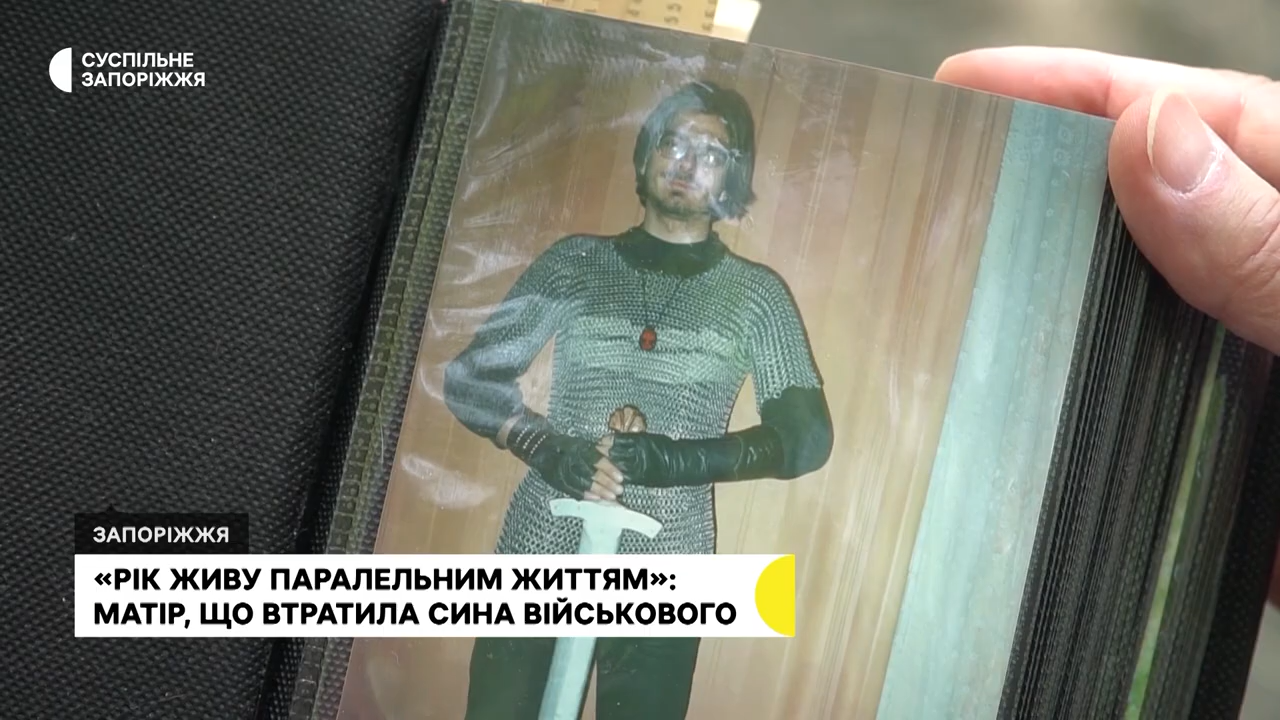 СУСПІЛЬНЕ
ЗАПОРІЖЖЯ
ЗАПОРІЖЖЯ
«РІК ЖИВУ ПАРАЛЕЛЬНИМ ЖИТТЯМ»:
МАТІР, ЩО ВТРАТИЛА СИНА ВІЙСЬКОВОГО